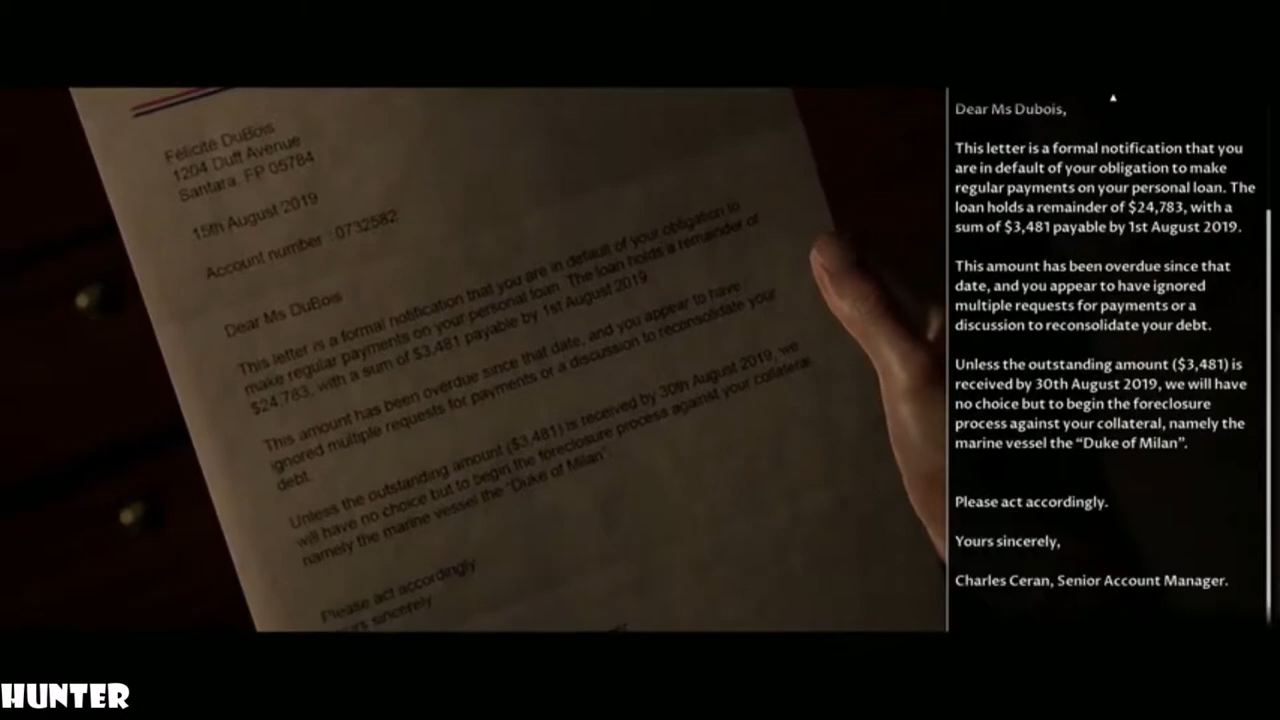 Félicité DuBois
1204 Duff Avenue
Santara, FP 05784
15th August 2019
Account number : 0732582
Dear Ms DuBois
This letter is a formal notification that you are in default of your obligation to
make regular payments on your personal loan. The loan holds a remainder of
$24,783, with a sum of $3,481 payable by 1st August 2019
This amount has been overdue since that date, and you appear to have
ignored multiple requests for payments or a discussion to reconsolidate your
debt.
Unless the outstanding amount ($3,481) is received by 30th August 2019, we
will have no choice but to begin the foreclosure process against your collateral,
namely the marine vessel the "Duke of Milan"
Please act accordingly
sincerely
Dear Ms Dubois,
This letter is a formal notification that you
are in default of your obligation to make
regular payments on your personal loan. The
loan holds a remainder of $24,783, with a
sum of $3,481 payable by 1st August 2019.
This amount has been overdue since that
date, and you appear to have ignored
multiple requests for payments or a
discussion to reconsolidate your debt.
Unless the outstanding amount ($3,481) is
received by 30th August 2019, we will have
no choice but to begin the foreclosure
process against your collateral, namely the
marine vessel the “Duke of Milan”.
Please act accordingly.
Yours sincerely,
Charles Ceran, Senior Account Manager.
HUNTER